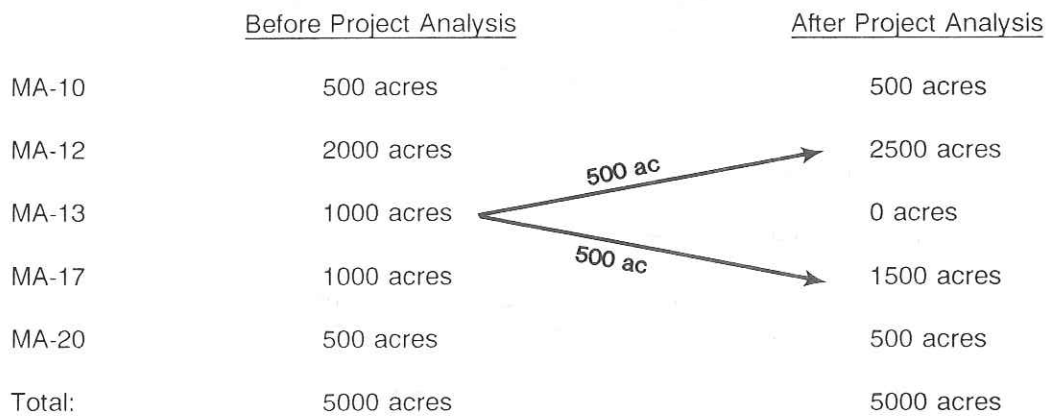 Before Project Analysis After Project Analysis
MA-10 500 acres 500 acres
MA-12 2000 acres 2500 acres
500 ac
MA-13 1000 acres 0 acres
500 ac
MA-17 1000 acres 1500 acres
MA-20 500 acres 500 acres
Total: 5000 acres 5000 acres